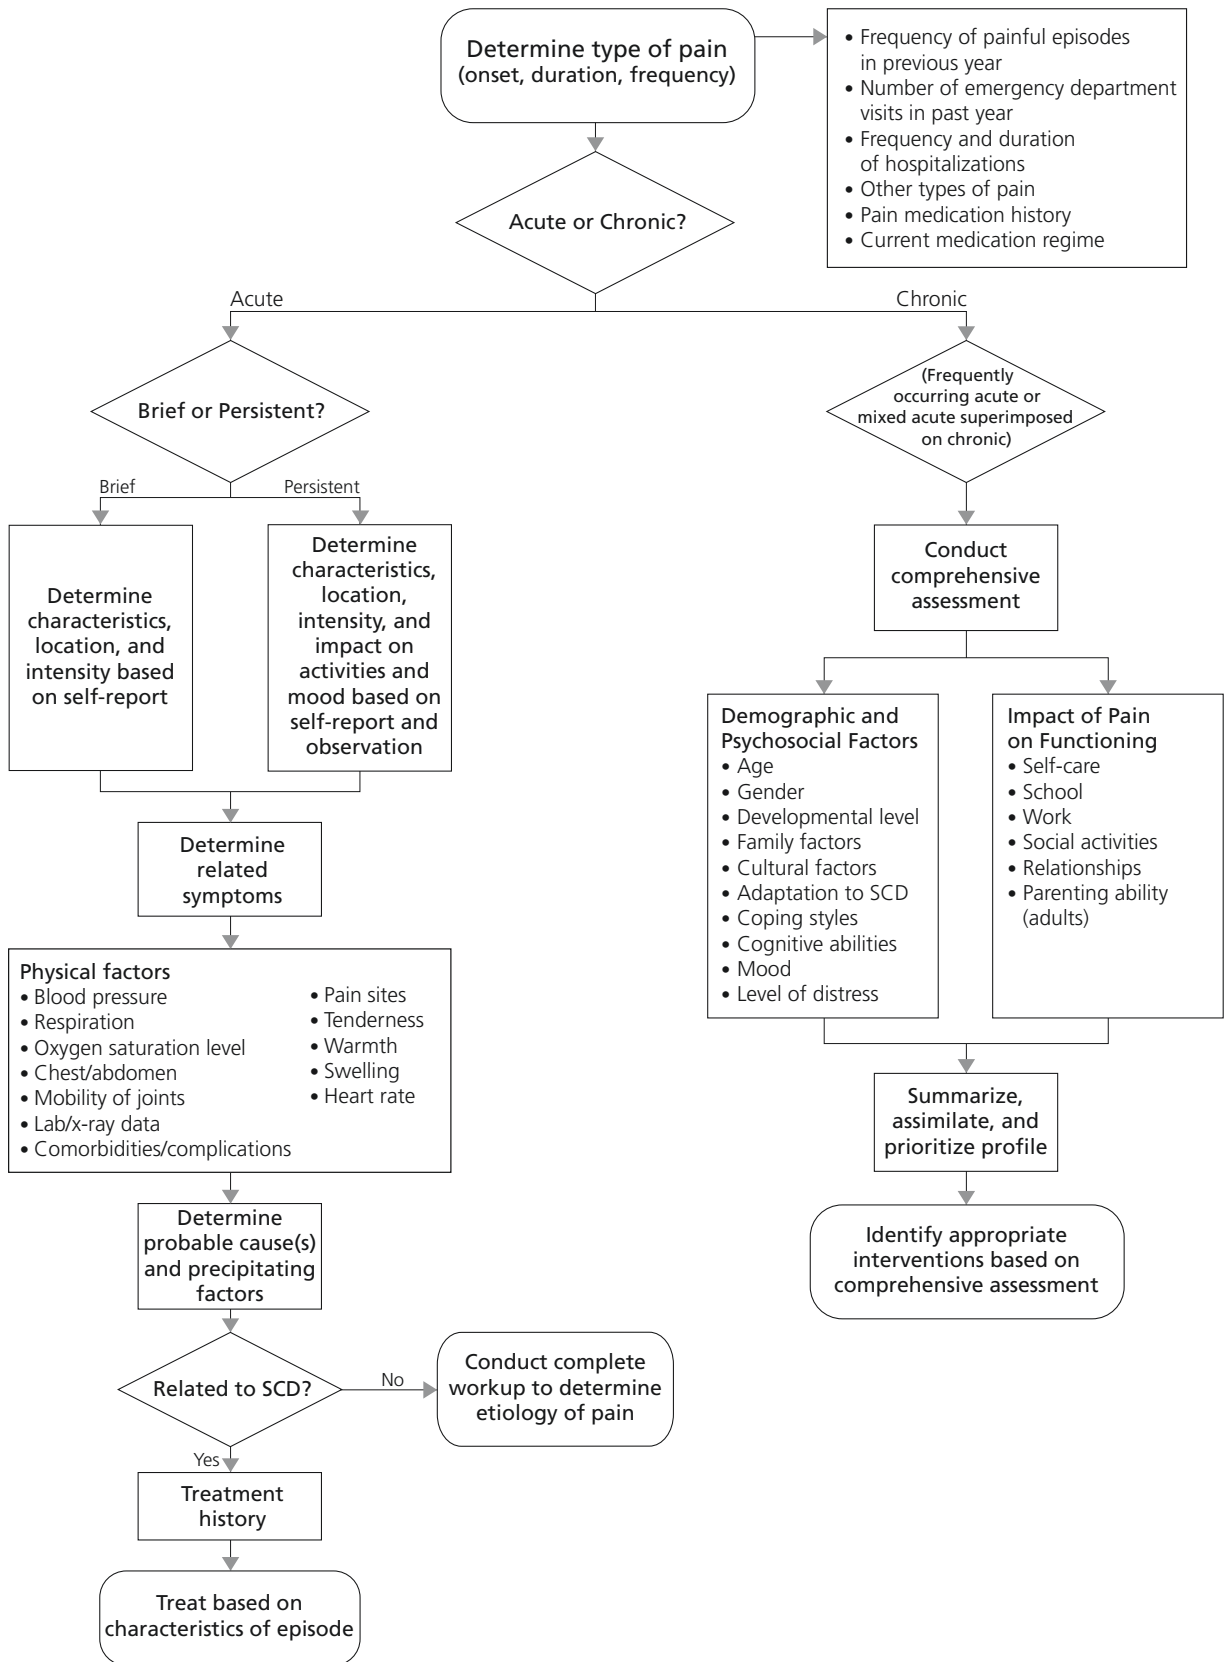 Determine type of pain
(onset, duration, frequency)
• Frequency of painful episodes
in previous year
• Number of emergency department
visits in past year
• Frequency and duration
of hospitalizations
• Other types of pain
• Pain medication history
• Current medication regime
Acute or Chronic?
Acute
Chronic
Brief or Persistent?
(Frequently
occurring acute or
mixed acute superimposed
on chronic)
Brief
Persistent
Determine
characteristics,
location, and
intensity based
on self-report
Determine
characteristics,
location,
intensity, and
impact on
activities and
mood based on
self-report and
observation
Conduct
comprehensive
assessment
Demographic and
Psychosocial Factors
• Age
• Gender
• Developmental level
• Family factors
• Cultural factors
• Adaptation to SCD
• Coping styles
• Cognitive abilities
• Mood
• Level of distress
Impact of Pain
on Functioning
• Self-care
• School
• Work
• Social activities
• Relationships
• Parenting ability
(adults)
Determine
related
symptoms
Physical factors
• Blood pressure
• Respiration
• Oxygen saturation level
• Chest/abdomen
• Mobility of joints
• Lab/x-ray data
• Comorbidities/complications
• Pain sites
• Tenderness
• Warmth
• Swelling
• Heart rate
Summarize,
assimilate, and
prioritize profile
Identify appropriate
interventions based on
comprehensive assessment
Determine
probable cause(s)
and precipitating
factors
Related to SCD?
No
Conduct complete
workup to determine
etiology of pain
Yes
Treatment
history
Treat based on
characteristics of episode